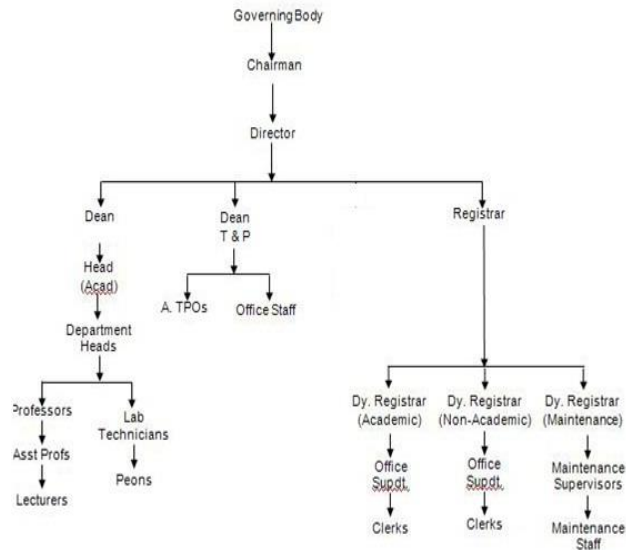 Governing Body
Chairman
Director
Dean
Dean
T & P
Registrar
Head
(Acad)
A. TPOs
Office Staff
Department
Heads
Professors
Lab
Technicians
Asst Profs
Peons
Lecturers
Dy. Registrar
(Academic)
Dy. Registrar
(Non-Academic)
Dy. Registrar
(Maintenance)
Office
Supdt.
Office
Supdt.
Maintenance
Supervisors
Clerks
Clerks
Maintenance
Staff